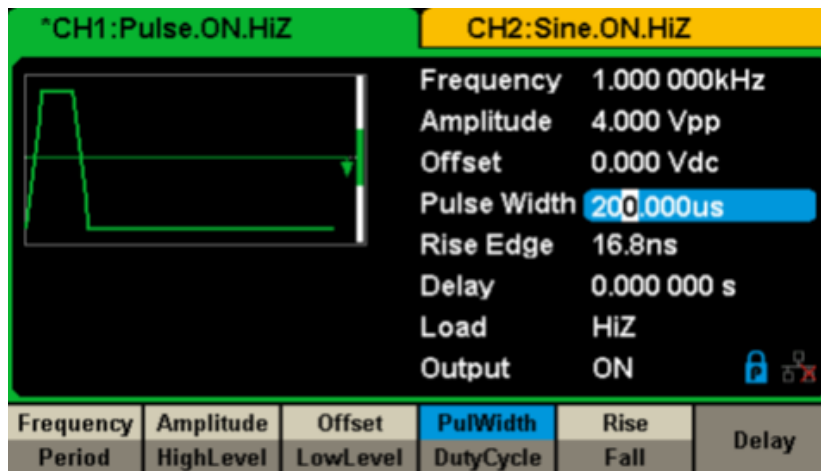 *CH1:Pulse.ON.HiZ
CH2:Sine.ON.HiZ
Frequency 1.000 000kHz
Amplitude 4.000 Vpp
Offset 0.000 Vdc
Pulse Width 200.000us
Rise Edge 16.8ns
Delay 0.000 000 s
Load HiZ
Output ON
Frequency Amplitude Offset PulWidth Rise Delay
Period HighLevel LowLevel DutyCycle Fall